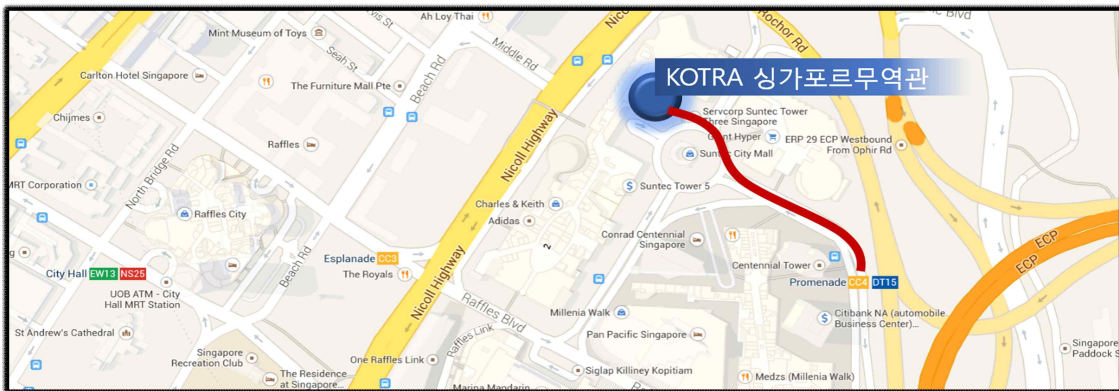 Ah Loy Thai
Mint Museum of Toys
Seah St
Middle Rd
Rochor Rd
Carlton Hotel Singapore
The Furniture Mall Pte
Beach Rd
KOTRA 싱가포르무역관
Chijmes
Nicoll Highway
Servcorp Suntec Tower
Three Singapore
Raffles
ERP 29 ECP Westbound
From Ophir Rd
Suntec City Mall
North Bridge Rd
MRT Corporation
Suntec Tower 5
Raffles City
Charles & Keith
Adidas
Conrad Centennial
Singapore
2
Beach Rd
Esplanade CC3
The Royals
Nicoll Highway
Centennial Tower
ECP
ECP
City Hall EW13 NS25
Promenade CC4 DT15
UOB ATM - City
Hall MRT Station
Raffles Blvd
Millenia Walk
Citibank NA (automobile
Business Center)...
St Andrew's Cathedral
Raffles Link
Pan Pacific Singapore
Singapore
Recreation Club
One Raffles Link
Siglap Killiney Kopitiam
Singapore
Paddock S
The Residence
at Singapore...
Marina Mandarin
Medzs (Millenia Walk)